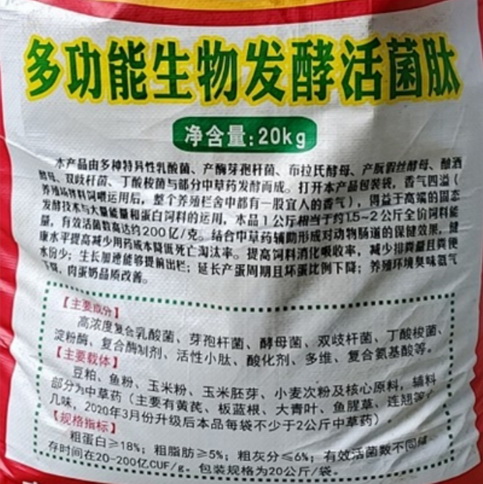 多功能生物发酵活菌肽
净含量:20kg
本产品由多种特异性乳酸菌、产酶芽孢杆菌、布拉氏酵母、产朊假丝酵母、酿酒
酵母、双歧杆菌、丁酸梭菌与部分中草药发酵而成。打开本产品包装袋,香气四溢(
养殖场拌料饲喂运用后,整个养殖栏舍中都有一股宜人的香气),得益于高端的固态
发酵技术与大量能量和蛋白饲料的运用,本品1公斤相当于约1.5-2公斤全价饲料能
量,有效活菌数高达约200亿/克。结合中草药辅助形成对动物肠道的保健效果,健
康水平提高减少用药成本降低死亡淘汰率。提高饲料消化吸收率,减少排粪量且粪便
水份少;生长加速能够提前出栏;延长产蛋周期且坏蛋比例下降;养殖环境臭味氨气
下降,肉蛋奶品质改善。
【主要成分】
高浓度复合乳酸菌、芽孢杆菌、酵母菌、双歧杆菌、丁酸梭菌、
淀粉酶、复合酶制剂、活性小肽、酸化剂、多维、复合氨基酸等。
【主要载体】
豆粕、鱼粉、玉米粉、玉米胚芽、小麦次粉及核心原料,辅料
部分为中草药(主要有黄芪、板蓝根、大青叶、鱼腥草、连翘等十
几味,2020年3月份升级后本品每袋不少于2公斤中草药)
【规格指标】
粗蛋白≥18%;粗脂肪≥5%;粗灰分≤6%;有效活菌数不同储
存时间在20-200亿CUF/g。包装规格为20公斤/袋。